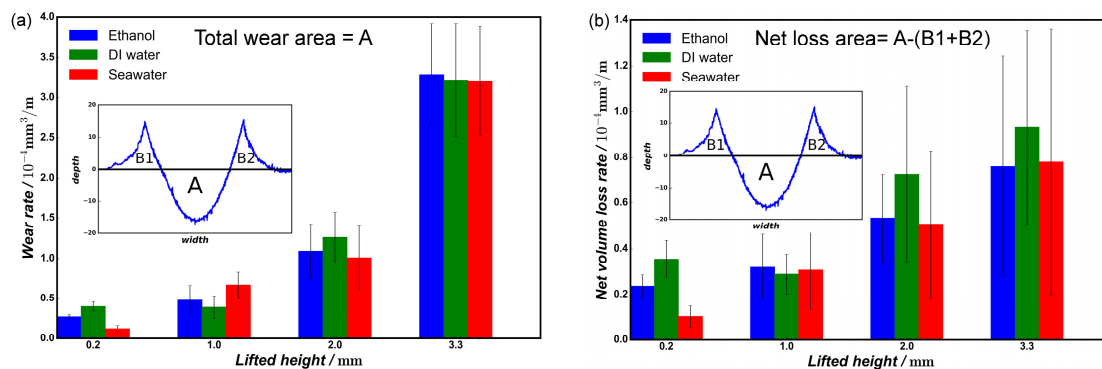 (a)
Total wear area = A
Ethanol
DI water
Seawater
Wear rate / 10⁻⁴mm³/m
4.0
3.5
3.0
2.5
2.0
1.5
1.0
0.5
0.0
depth
20
10
0
−10
−20
B1
B2
A
width
0.2
1.0
2.0
3.3
Lifted height / mm
(b)
Net loss area= A-(B1+B2)
Ethanol
DI water
Seawater
Net volume loss rate / 10⁻⁴mm³/m
1.4
1.2
1.0
0.8
0.6
0.4
0.2
0.0
depth
20
10
0
−10
−20
B1
B2
A
width
0.2
1.0
2.0
3.3
Lifted height / mm